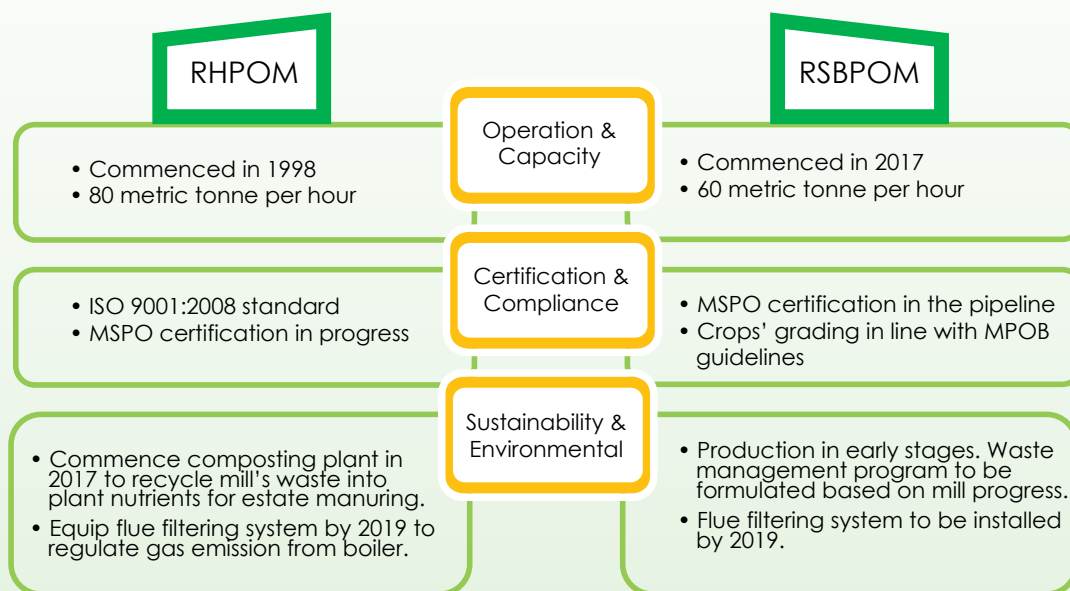 RHPOM
RSBPOM
Operation &
Capacity
• Commenced in 1998
• 80 metric tonne per hour
• Commenced in 2017
• 60 metric tonne per hour
Certification &
Compliance
• ISO 9001:2008 standard
• MSPO certification in progress
• MSPO certification in the pipeline
• Crops' grading in line with MPOB
guidelines
Sustainability &
Environmental
• Commence composting plant in
2017 to recycle mill's waste into
plant nutrients for estate manuring.
• Equip flue filtering system by 2019 to
regulate gas emission from boiler.
• Production in early stages. Waste
management program to be
formulated based on mill progress.
• Flue filtering system to be installed
by 2019.